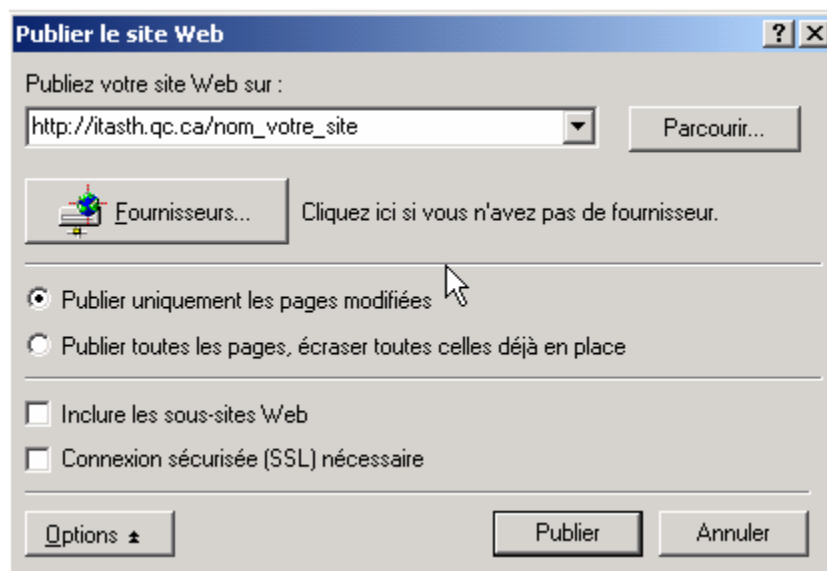 Publier le site Web
Publiez votre site Web sur :
http://itasth.qc.ca/nom_votre_site
Parcourir...
Fournisseurs...
Cliquez ici si vous n'avez pas de fournisseur.
Publier uniquement les pages modifiées
Publier toutes les pages, écraser toutes celles déjà en place
Inclure les sous-sites Web
Connexion sécurisée (SSL) nécessaire
Options
Publier
Annuler